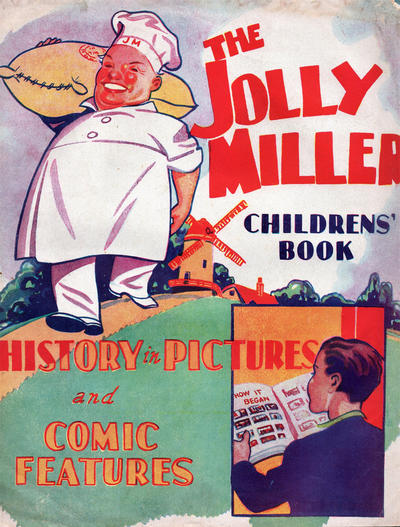 JM
THE
JOLLY
MILLER
CHILDRENS'
BOOK
HISTORY in PICTURES
and
COMIC
FEATURES
HOW IT
BEGAN